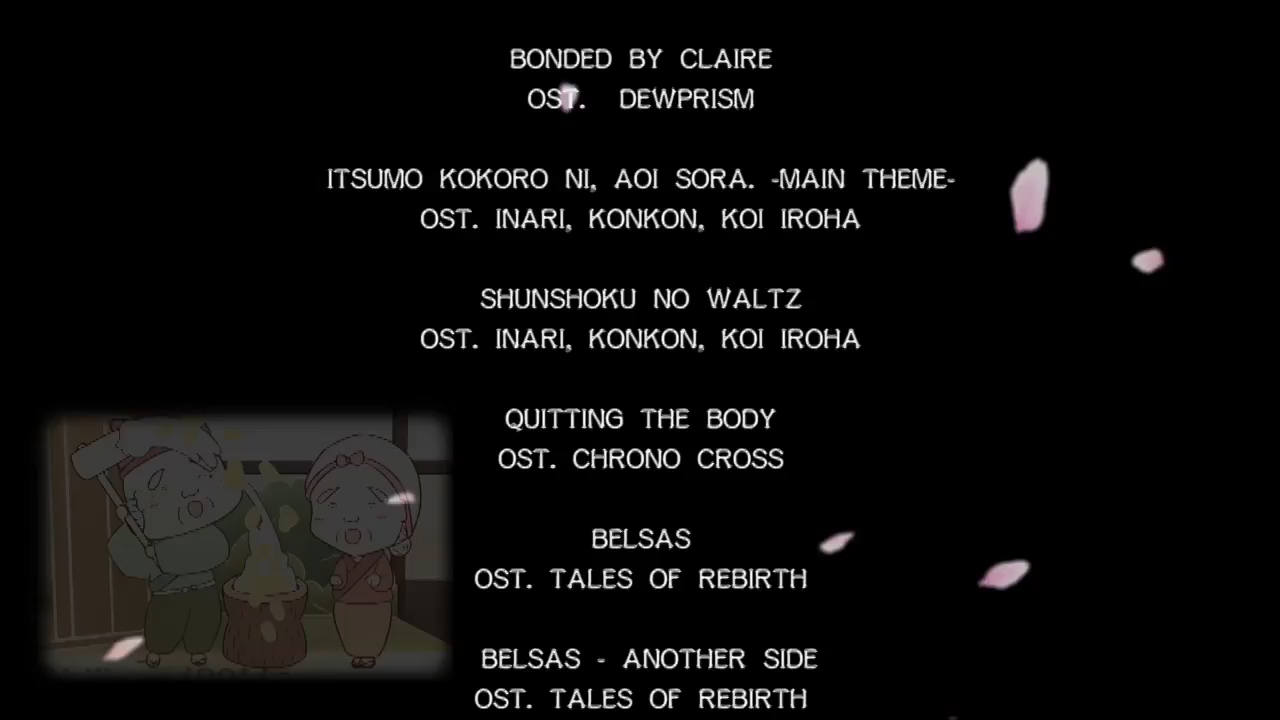 BONDED BY CLAIRE
OST. DEWPRISM
ITSUMO KOKORO NI, AOI SORA. -MAIN THEME-
OST. INARI, KONKON, KOI IROHA
SHUNSHOKU NO WALTZ
OST. INARI, KONKON, KOI IROHA
QUITTING THE BODY
OST. CHRONO CROSS
BELSAS
OST. TALES OF REBIRTH
BELSAS - ANOTHER SIDE
OST. TALES OF REBIRTH